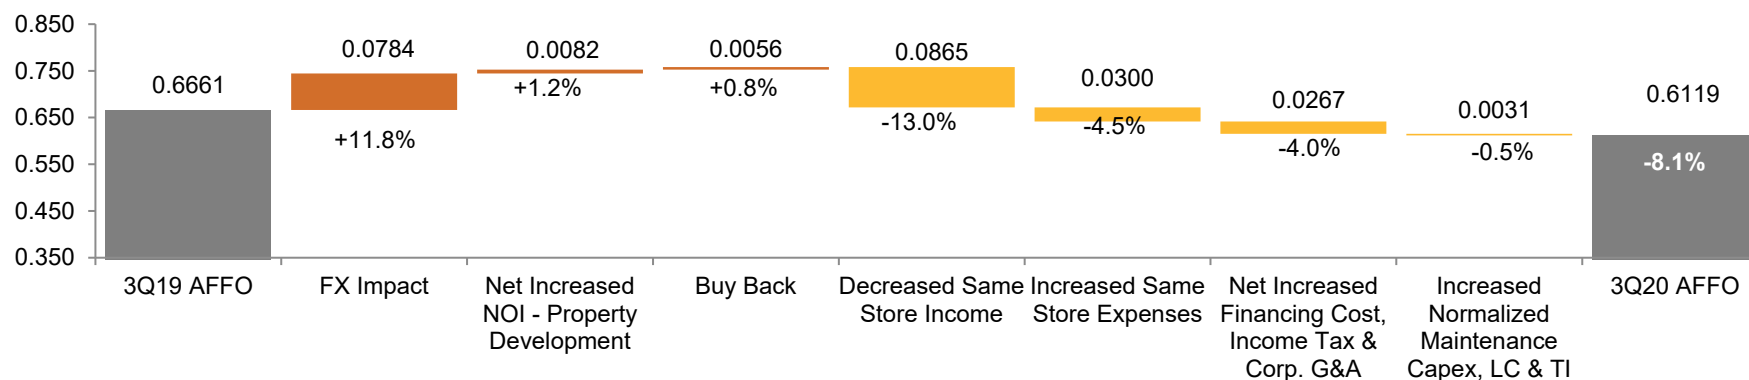 0.850
0.750
0.650
0.550
0.450
0.350
0.6661
0.0784
+11.8%
0.0082
+1.2%
0.0056
+0.8%
0.0865
-13.0%
0.0300
-4.5%
0.0267
-4.0%
0.0031
-0.5%
0.6119
-8.1%
3Q19 AFFO
FX Impact
Net Increased
NOI - Property
Development
Buy Back
Decreased Same
Store Income
Increased Same
Store Expenses
Net Increased
Financing Cost,
Income Tax &
Corp. G&A
Increased
Normalized
Maintenance
Capex, LC & TI
3Q20 AFFO